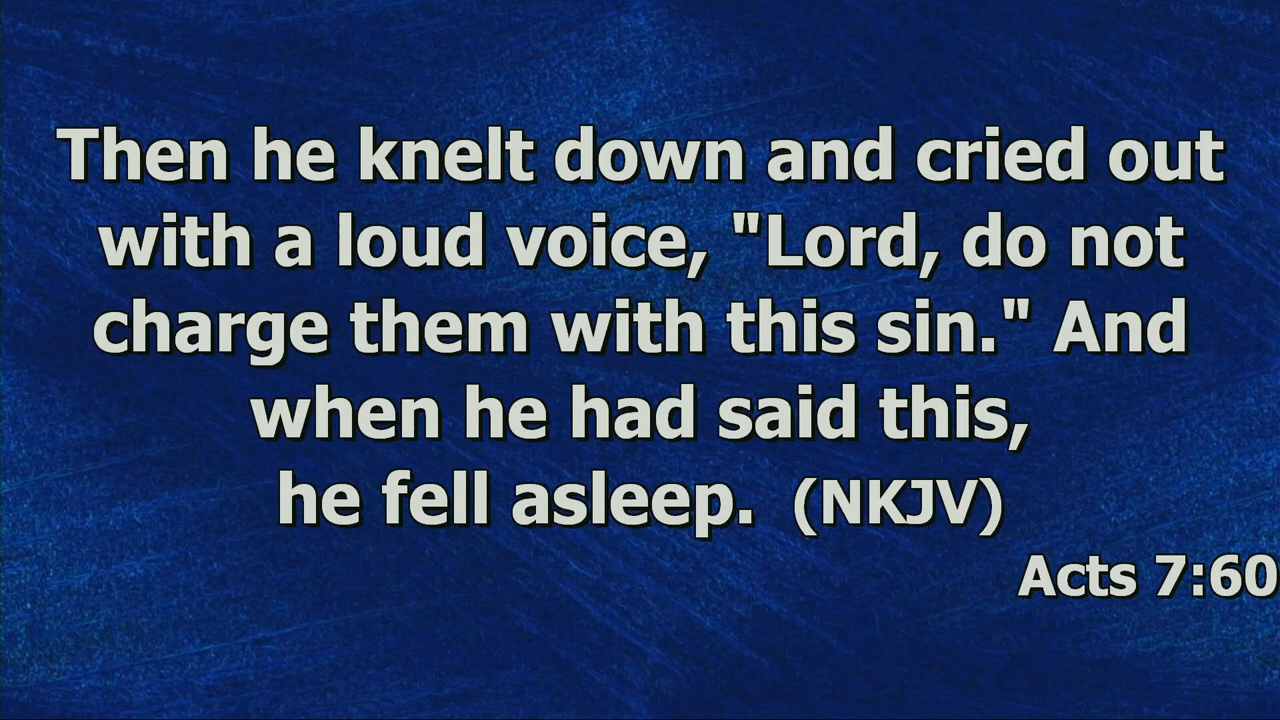 Then he knelt down and cried out
with a loud voice, "Lord, do not
charge them with this sin." And
when he had said this,
he fell asleep. (NKJV)
Acts 7:60